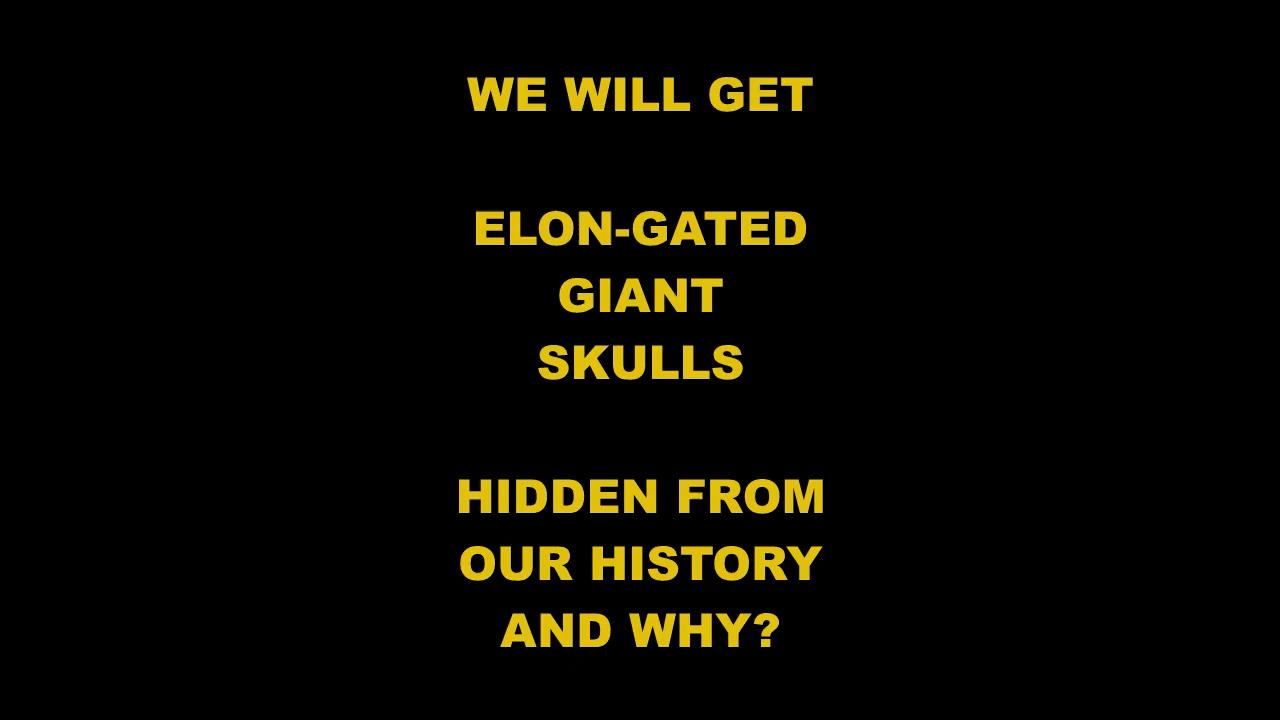 WE WILL GET
ELON-GATED
GIANT
SKULLS
HIDDEN FROM
OUR HISTORY
AND WHY?